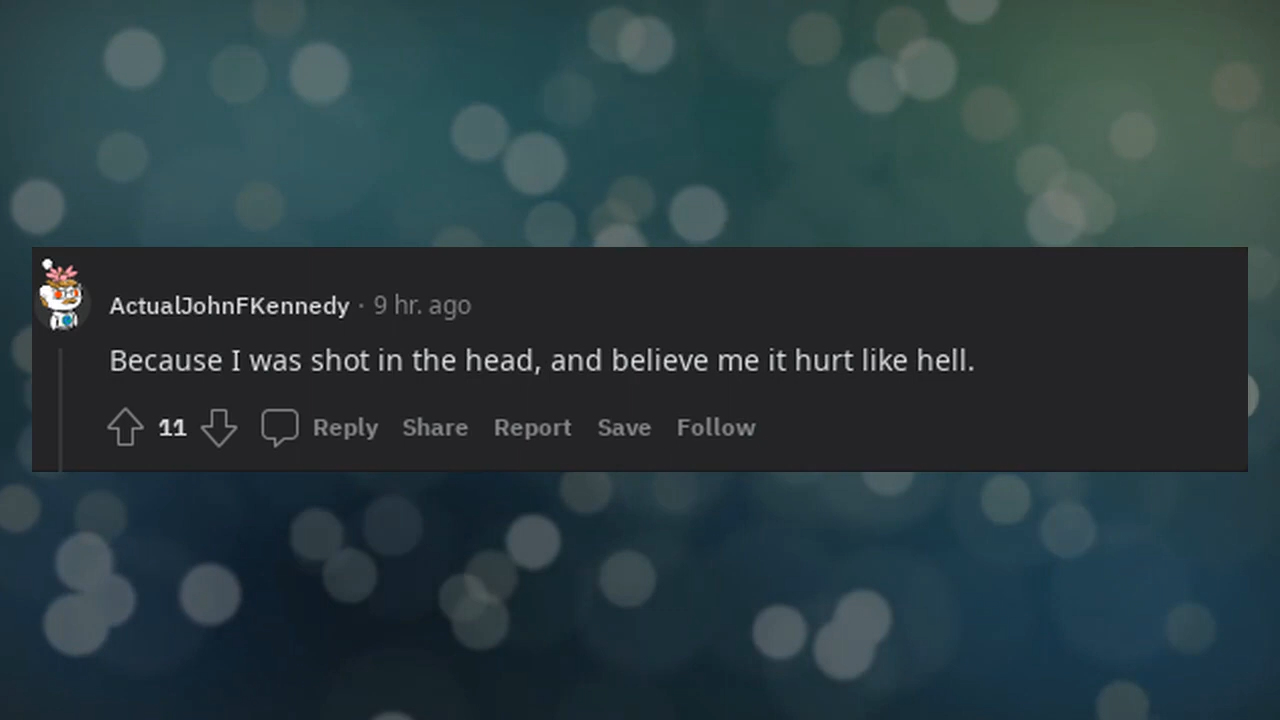 ActualJohnFKennedy · 9 hr. ago
Because I was shot in the head, and believe me it hurt like hell.
11 Reply Share Report Save Follow